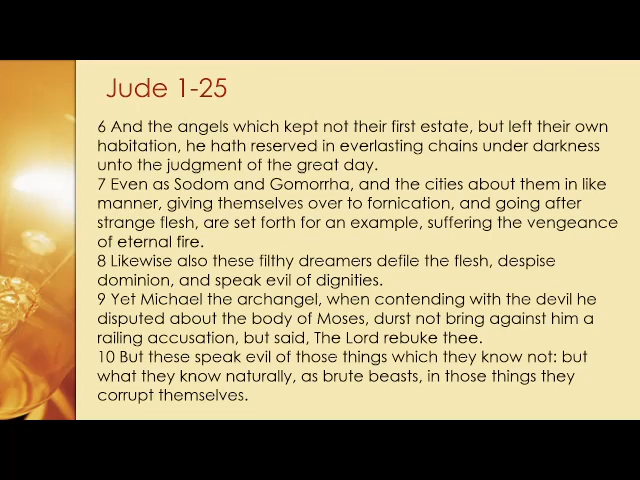 Jude 1-25
6 And the angels which kept not their first estate, but left their own
habitation, he hath reserved in everlasting chains under darkness
unto the judgment of the great day.
7 Even as Sodom and Gomorrha, and the cities about them in like
manner, giving themselves over to fornication, and going after
strange flesh, are set forth for an example, suffering the vengeance
of eternal fire.
8 Likewise also these filthy dreamers defile the flesh, despise
dominion, and speak evil of dignities.
9 Yet Michael the archangel, when contending with the devil he
disputed about the body of Moses, durst not bring against him a
railing accusation, but said, The Lord rebuke thee.
10 But these speak evil of those things which they know not: but
what they know naturally, as brute beasts, in those things they
corrupt themselves.